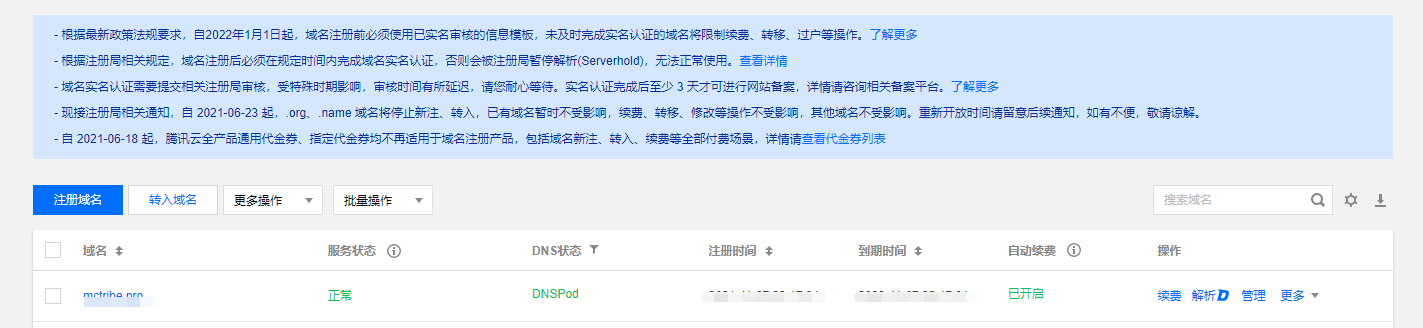 - 根据最新政策法规要求，自2022年1月1日起，域名注册前必须使用已实名审核的信息模板，未及时完成实名认证的域名将限制续费、转移、过户等操作。了解更多
- 根据注册局相关规定，域名注册后必须在规定时间内完成域名实名认证，否则会被注册局暂停解析(Serverhold)，无法正常使用。查看详情
- 域名实名认证需要提交相关注册局审核，受特殊时期影响，审核时间有所延迟，请您耐心等待。实名认证完成后至少 3 天才可进行网站备案，详情请咨询相关备案平台。了解更多
- 现接注册局相关通知，自 2021-06-23 起，.org、.name 域名将停止新注、转入，已有域名暂时不受影响，续费、转移、修改等操作不受影响，其他域名不受影响。重新开放时间请留意后续通知，如有不便，敬请谅解。
- 自 2021-06-18 起，腾讯云全产品通用代金券、指定代金券均不再适用于域名注册产品，包括域名新注、转入、续费等全部付费场景，详情请查看代金券列表
注册域名 转入域名 更多操作 批量操作 搜索域名
域名 服务状态 DNS状态 注册时间 到期时间 自动续费 操作
正常 DNSPod 已开启 续费 解析 管理 更多